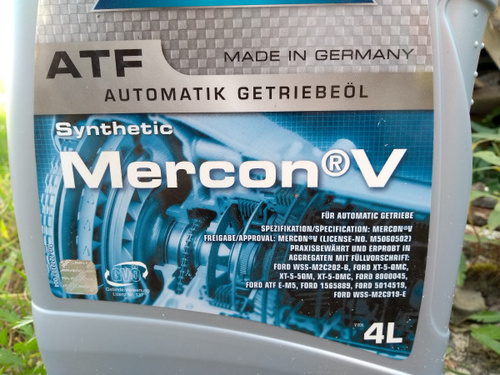 ATF
MADE IN GERMANY
AUTOMATIK GETRIEBEÖL
Synthetic
Mercon®V
FÜR AUTOMATIC GETRIEBE
SPEZIFIKATION/SPECIFICATION: MERCON®V
FREIGABE/APPROVAL: MERCON®V (LICENSE-NO. M5060502)
PRAXISBEWÄHRT UND ERPROBT IN
AGGREGATEN MIT FÜLLVORSCHRIFT:
FORD WSS-M2C202-B, FORD XT-5-QMC,
XT-5-5QM, XT-5-DMC, FORD 8000045,
FORD ATF E-M5, FORD 1565889, FORD 5014519,
FORD WSS-M2C919-E
4L